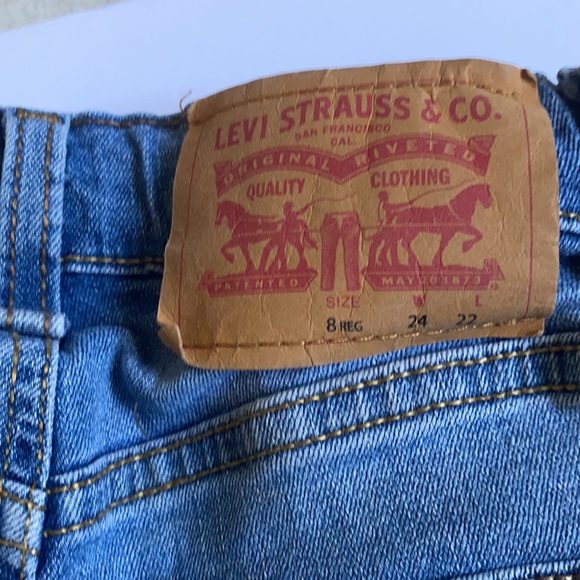 LEVI STRAUSS & CO.
SAN FRANCISCO
CAL.
ORIGINAL RIVETED
QUALITY CLOTHING
PATENTED MAY 20 1873
SIZE W L
8 REG 24 22